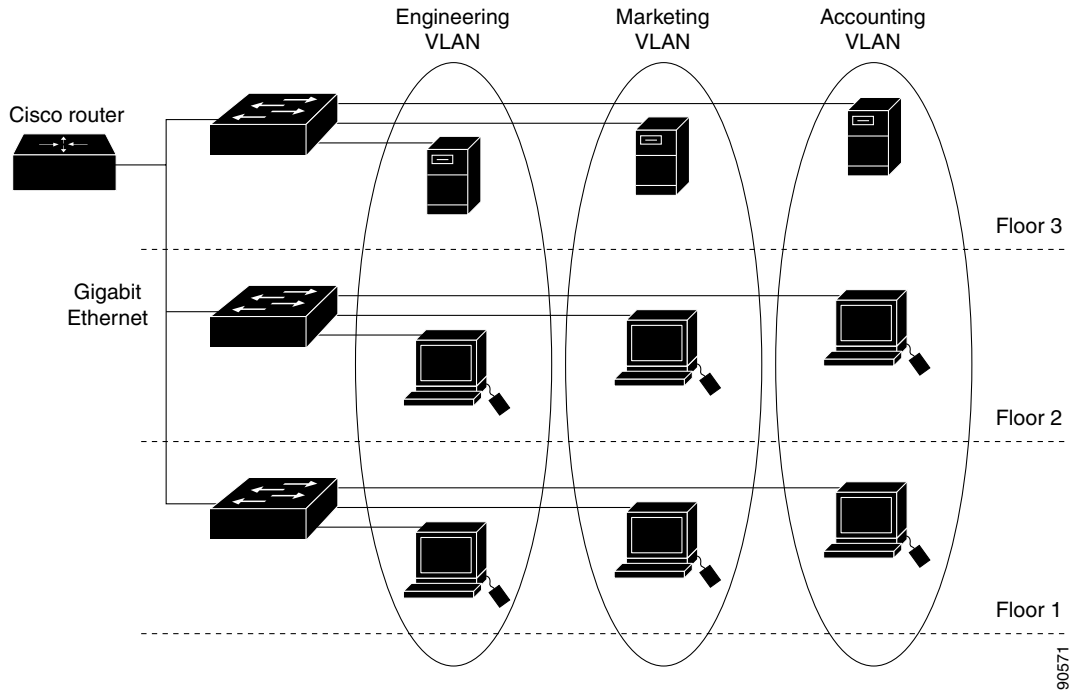 Engineering
VLAN
Marketing
VLAN
Accounting
VLAN
Cisco router
Floor 3
Gigabit
Ethernet
Floor 2
Floor 1
90571